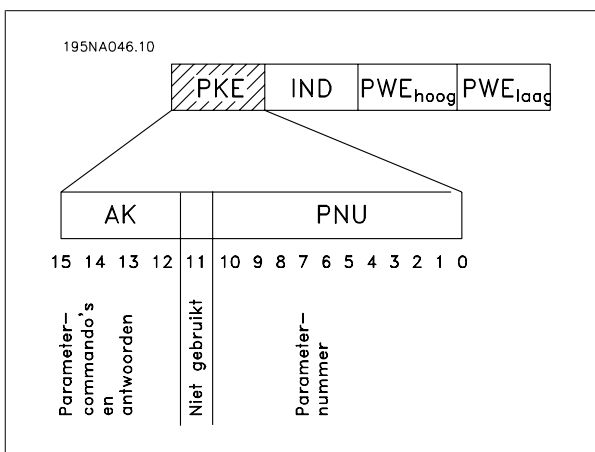 195NA046.10
PKE IND PWEhoog PWElaag
AK PNU
15 14 13 12 11 10 9 8 7 6 5 4 3 2 1 0
Parameter-
commando's
en
antwoorden
Niet gebruikt
Parameter-
nummer